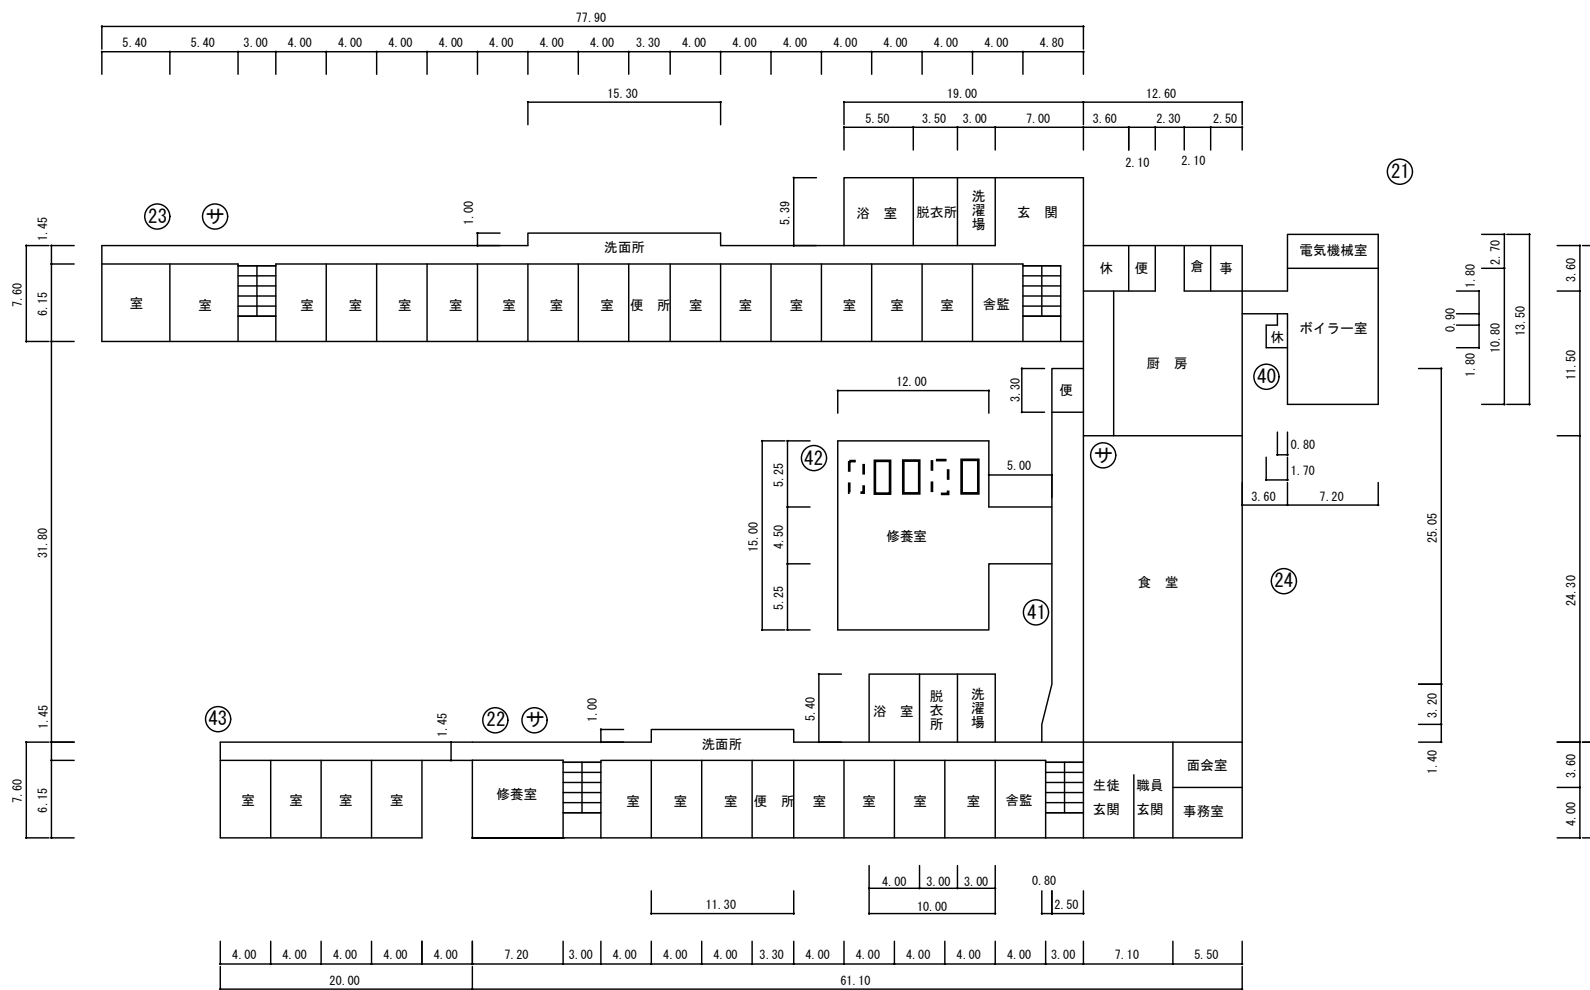 77.90
5.40 5.40 3.00 4.00 4.00 4.00 4.00 4.00 4.00 4.00 3.30 4.00 4.00 4.00 4.00 4.00 4.00 4.00 4.80
15.30 19.00 12.60
5.50 3.50 3.00 7.00 3.60 2.30 2.50
2.10 2.10
㉑
㉓ サ
1.45
1.00
5.39
浴 室 脱衣所 洗濯場 玄 関
洗面所
電気機械室
2.70
3.60
休 便 倉 事
7.60
6.15
室 室 室 室 室 室 室 室 室 便 所 室 室 室 室 室 室 舎監
ボイラー室
休
1.80
0.90
1.80
10.80
13.50
厨 房
11.50
㊵
12.00
3.30
便
㊷
サ
0.80
1.70
5.00
3.60 7.20
5.25
4.50
5.25
15.00
31.80
修養室
25.05
食 堂
㉔
24.30
㊶
5.40
浴 室 脱衣所 洗濯場
3.20
1.40
㊸
㉒ サ
1.45
1.45
1.00
洗面所
7.60
6.15
室 室 室 室 修養室 室 室 室 便 所 室 室 室 室 舎監
生徒玄関
職員玄関
面会室
事務室
3.60
4.00
4.00 3.00 3.00 0.80
11.30 10.00 2.50
4.00 4.00 4.00 4.00 4.00 7.20 3.00 4.00 4.00 4.00 3.30 4.00 4.00 4.00 4.00 4.00 3.00 7.10 5.50
20.00 61.10